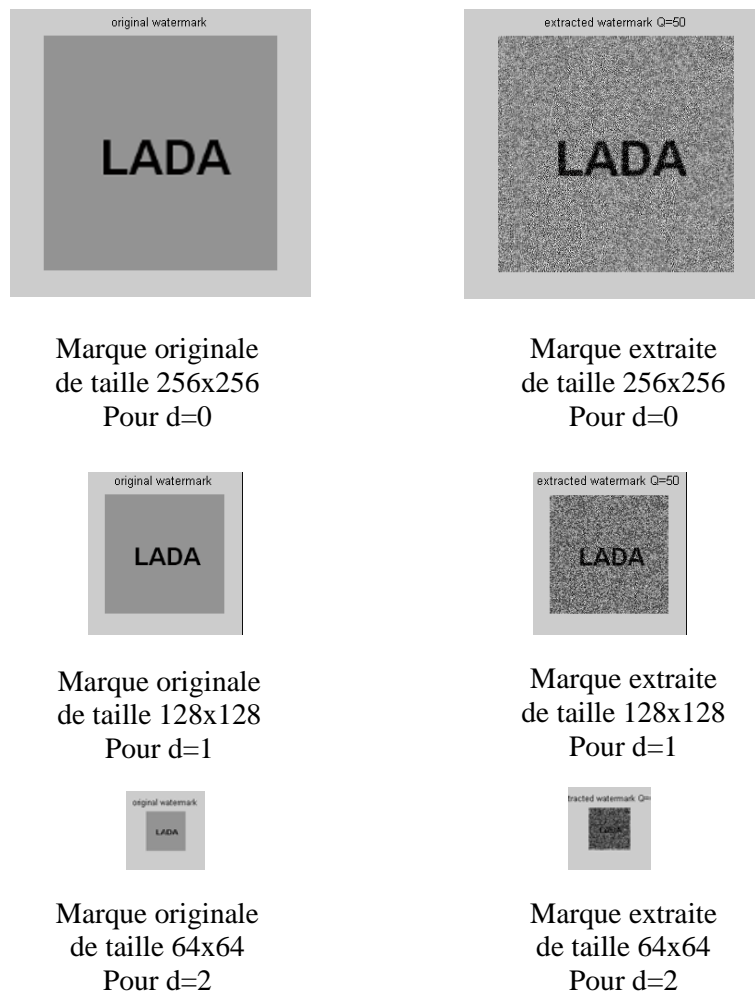 original watermark
LADA
extracted watermark Q=50
LADA
Marque originale
de taille 256x256
Pour d=0
Marque extraite
de taille 256x256
Pour d=0
original watermark
LADA
extracted watermark Q=50
LADA
Marque originale
de taille 128x128
Pour d=1
Marque extraite
de taille 128x128
Pour d=1
original watermark
LADA
tracted watermark Q=
LADA
Marque originale
de taille 64x64
Pour d=2
Marque extraite
de taille 64x64
Pour d=2